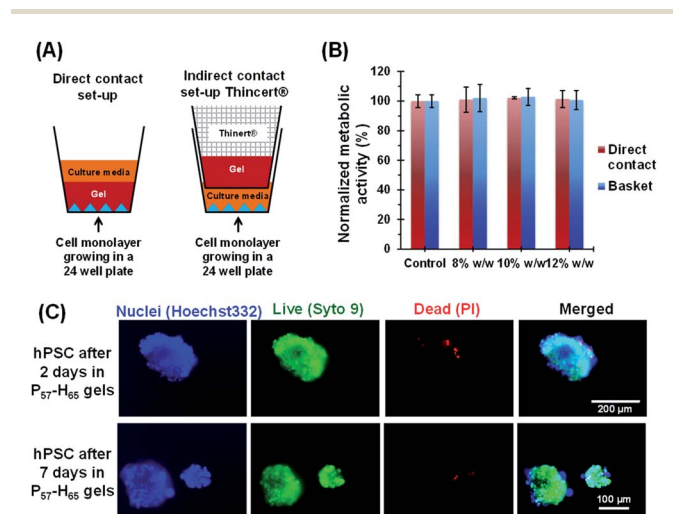 (A)
Direct contact
set-up
Indirect contact
set-up Thincert®
Thinert®
Culture media
Gel
Gel
Culture media
Cell monolayer
growing in a
24 well plate
Cell monolayer
growing in a
24 well plate
(B)
Normalized metabolic
activity (%)
120
100
80
60
40
20
0
Control 8% w/w 10% w/w 12% w/w
Direct
contact
Basket
(C)
Nuclei (Hoechst332) Live (Syto 9) Dead (PI) Merged
hPSC after
2 days in
P57-H65 gels
200 µm
hPSC after
7 days in
P57-H65 gels
100 µm